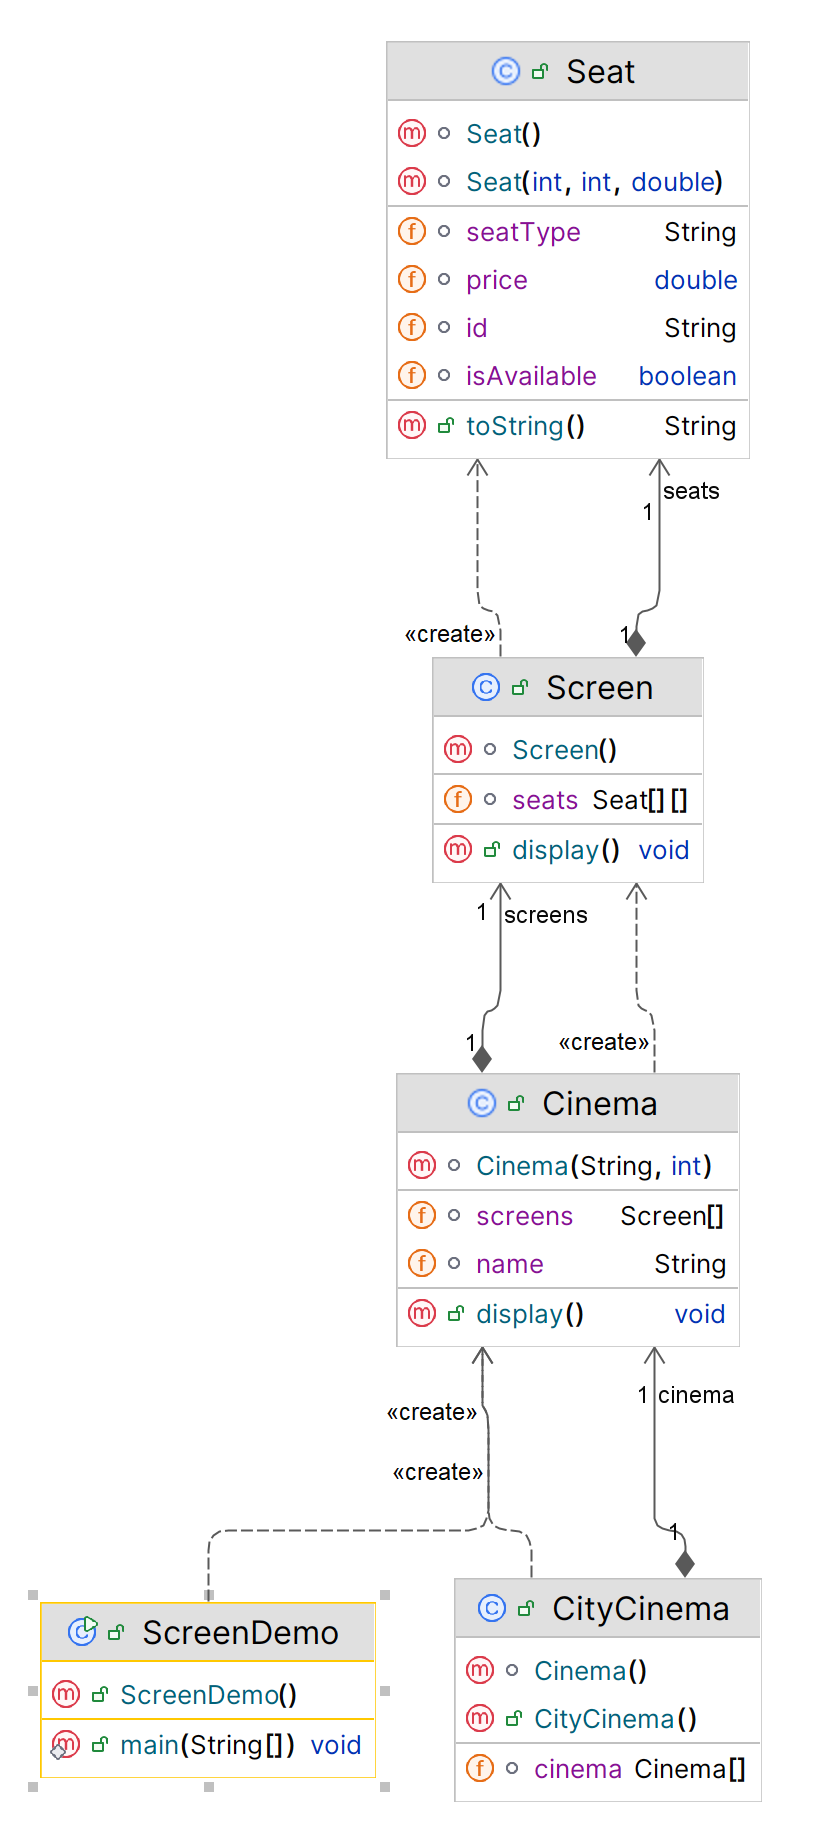 Seat
Seat()
Seat(int, int, double)
seatType String
price double
id String
isAvailable boolean
toString() String
seats
1
«create»
1
Screen
Screen()
seats Seat[][]
display() void
1
screens
1
«create»
Cinema
Cinema(String, int)
screens Screen[]
name String
display() void
1
cinema
«create»
«create»
1
ScreenDemo
ScreenDemo()
main(String[]) void
CityCinema
Cinema()
CityCinema()
cinema Cinema[]